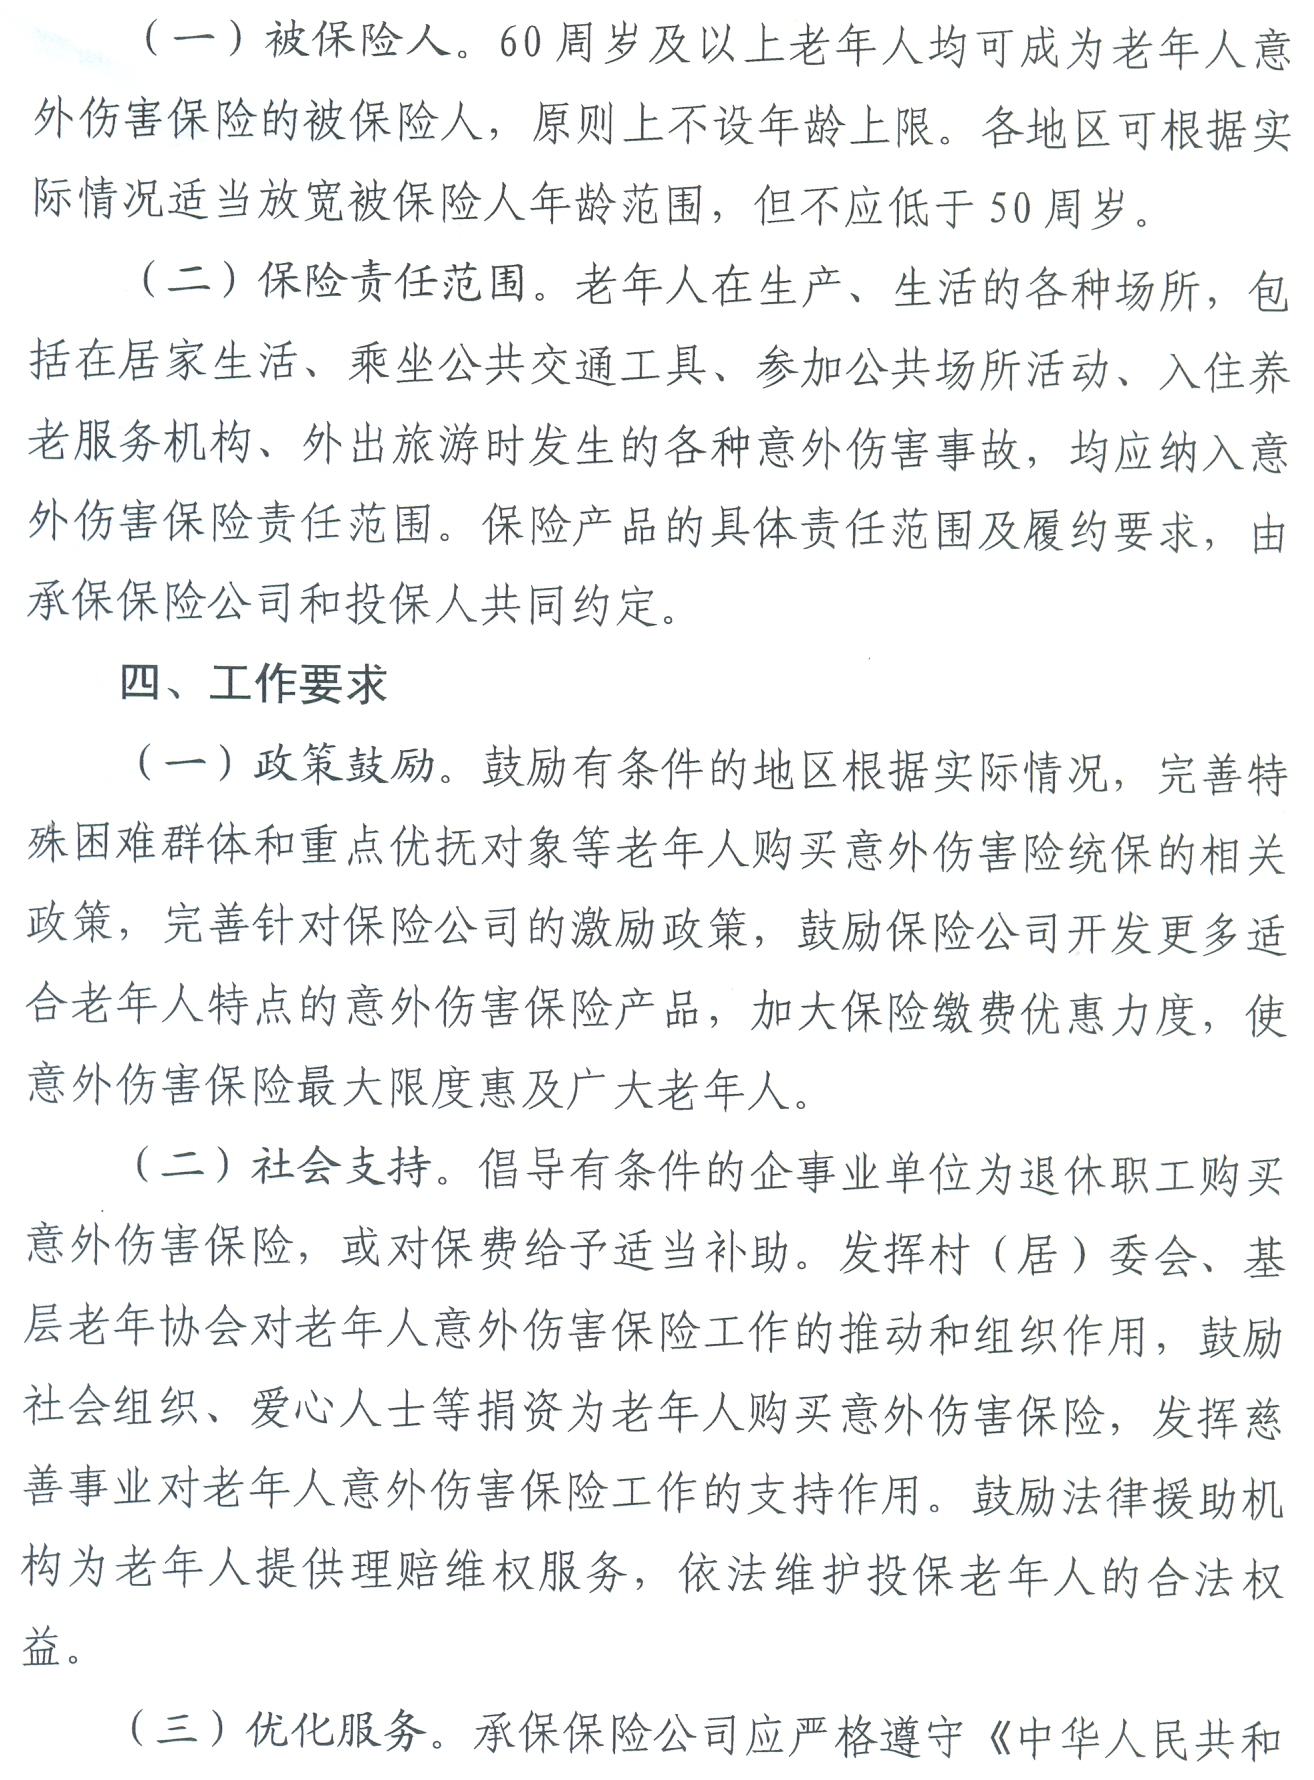 （一）被保险人。60周岁及以上老年人均可成为老年人意
外伤害保险的被保险人，原则上不设年龄上限。各地区可根据实
际情况适当放宽被保险人年龄范围，但不应低于50周岁。
（二）保险责任范围。老年人在生产、生活的各种场所，包
括在居家生活、乘坐公共交通工具、参加公共场所活动、入住养
老服务机构、外出旅游时发生的各种意外伤害事故，均应纳入意
外伤害保险责任范围。保险产品的具体责任范围及履约要求，由
承保保险公司和投保人共同约定。
四、工作要求
（一）政策鼓励。鼓励有条件的地区根据实际情况，完善特
殊困难群体和重点优抚对象等老年人购买意外伤害险统保的相关
政策，完善针对保险公司的激励政策，鼓励保险公司开发更多适
合老年人特点的意外伤害保险产品，加大保险缴费优惠力度，使
意外伤害保险最大限度惠及广大老年人。
（二）社会支持。倡导有条件的企事业单位为退休职工购买
意外伤害保险，或对保费给予适当补助。发挥村（居）委会、基
层老年协会对老年人意外伤害保险工作的推动和组织作用，鼓励
社会组织、爱心人士等捐资为老年人购买意外伤害保险，发挥慈
善事业对老年人意外伤害保险工作的支持作用。鼓励法律援助机
构为老年人提供理赔维权服务，依法维护投保老年人的合法权
益。
（三）优化服务。承保保险公司应严格遵守《中华人民共和